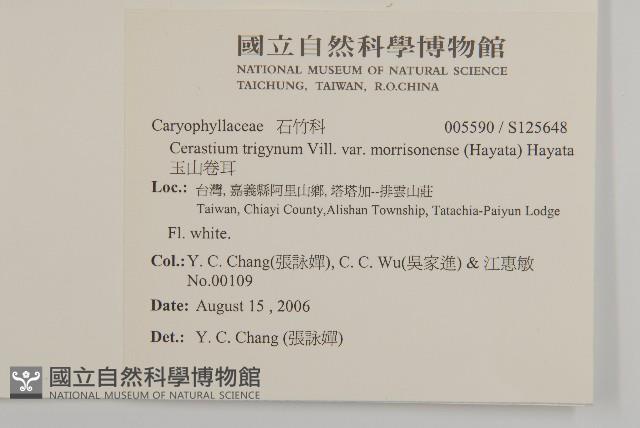 國立自然科學博物館
NATIONAL MUSEUM OF NATURAL SCIENCE
TAICHUNG, TAIWAN, R.O.CHINA
Caryophyllaceae 石竹科 005590 / S125648
Cerastium trigynum Vill. var. morrisonense (Hayata) Hayata
玉山卷耳
Loc.: 台灣, 嘉義縣阿里山鄉, 塔塔加--排雲山莊
Taiwan, Chiayi County,Alishan Township, Tatachia-Paiyun Lodge
Fl. white.
Col.: Y. C. Chang(張詠嬋), C. C. Wu(吳家進) & 江惠敏
No.00109
Date: August 15 , 2006
Det.: Y. C. Chang (張詠嬋)
國立自然科學博物館
NATIONAL MUSEUM OF NATURAL SCIENCE